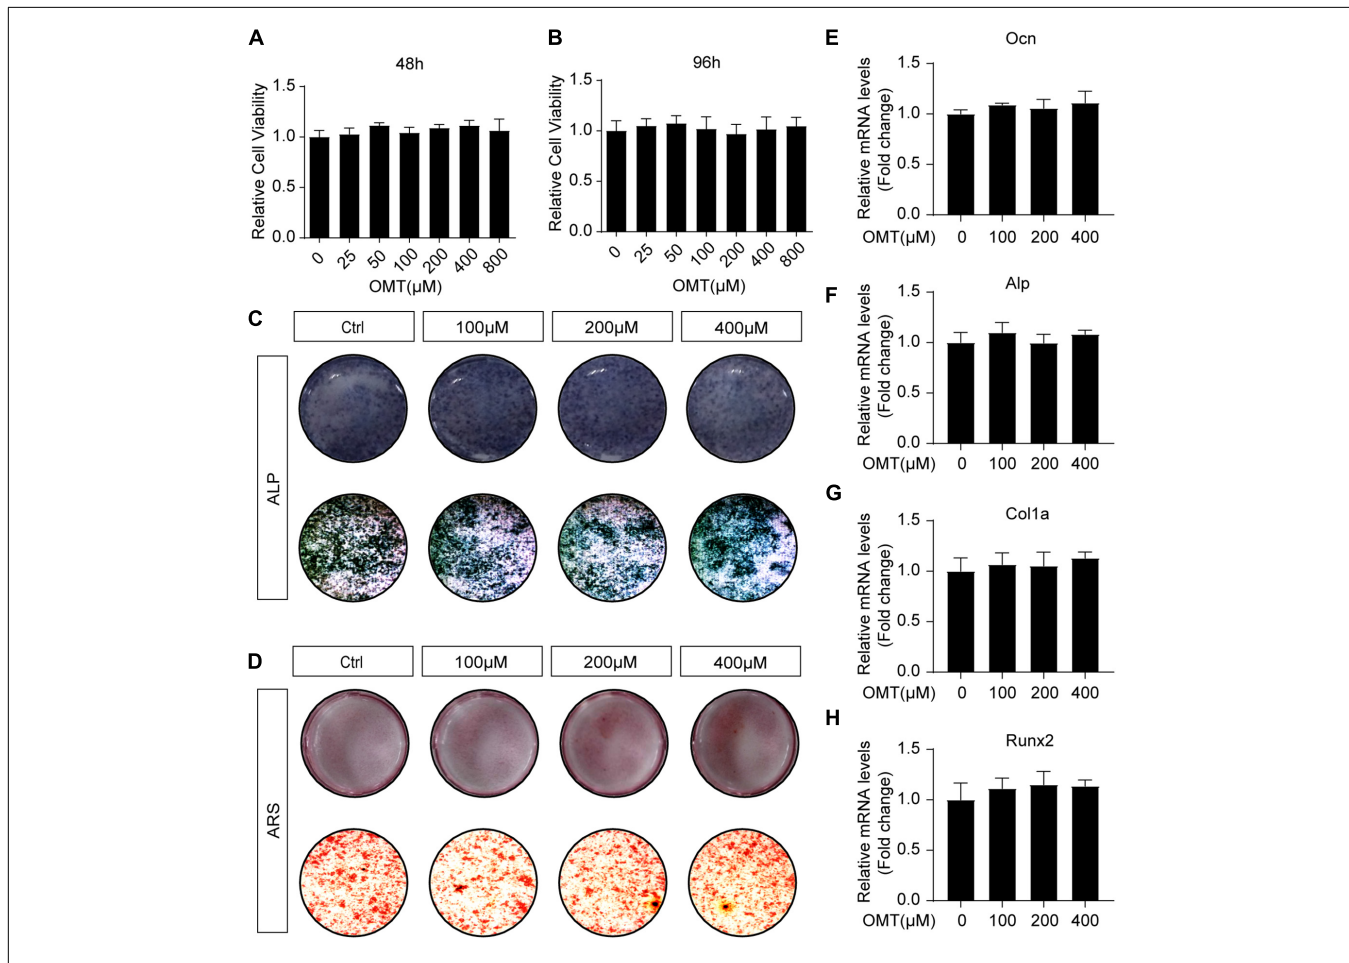 A
48h
Relative Cell Viability
1.5
1.0
0.5
0.0
0 25 50 100 200 400 800
OMT(µM)
B
96h
Relative Cell Viability
1.5
1.0
0.5
0.0
0 25 50 100 200 400 800
OMT(µM)
C
Ctrl 100µM 200µM 400µM
ALP
D
Ctrl 100µM 200µM 400µM
ARS
E
Ocn
Relative mRNA levels
(Fold change)
1.5
1.0
0.5
0.0
OMT(µM) 0 100 200 400
F
Alp
Relative mRNA levels
(Fold change)
1.5
1.0
0.5
0.0
OMT(µM) 0 100 200 400
G
Col1a
Relative mRNA levels
(Fold change)
1.5
1.0
0.5
0.0
OMT(µM) 0 100 200 400
H
Runx2
Relative mRNA levels
(Fold change)
1.5
1.0
0.5
0.0
OMT(µM) 0 100 200 400